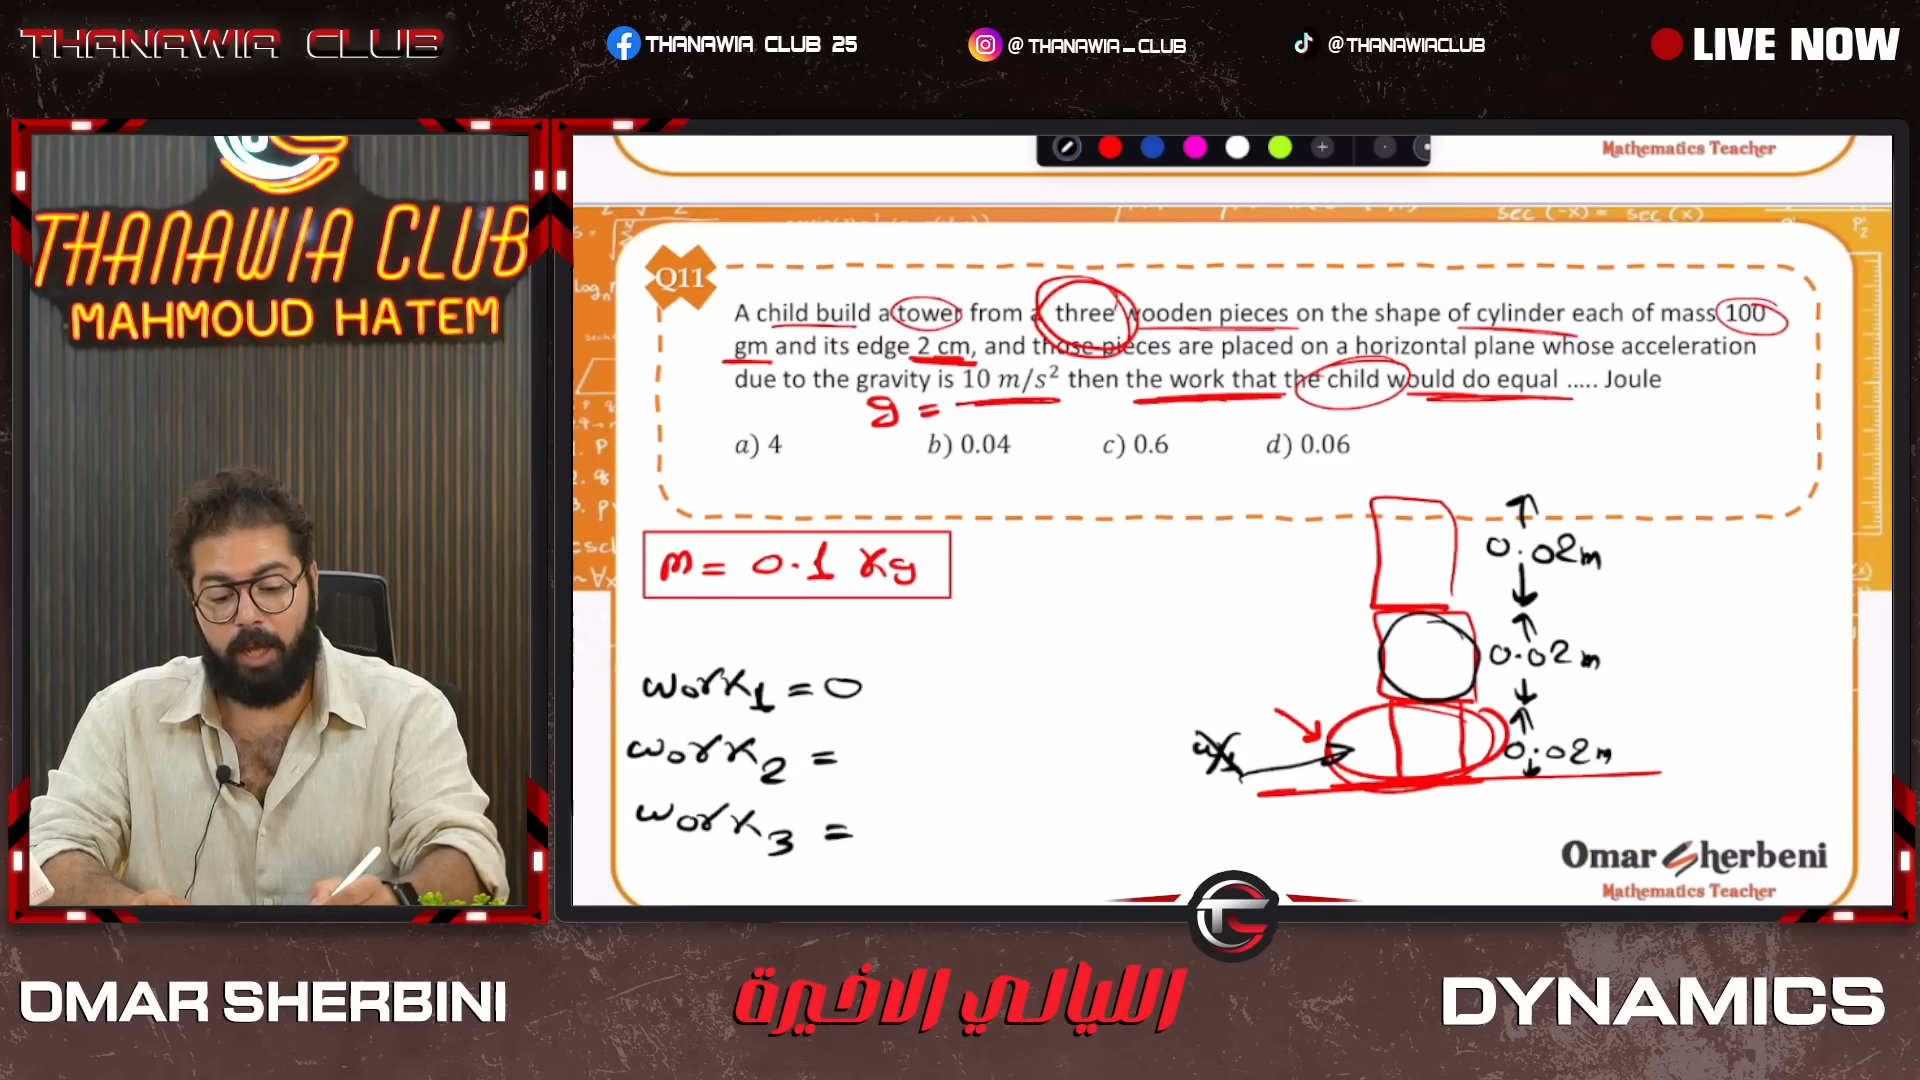 THANAWIA CLUB
THANAWIA CLUB 25
@THANAWIA_CLUB
@THANAWIACLUB
LIVE NOW
THANAWIA CLUB
MAHMOUD HATEM
Mathematics Teacher
sec (-x) = sec (x)
Q11
A child build a tower from a three wooden pieces on the shape of cylinder each of mass 100
gm and its edge 2 cm, and those pieces are placed on a horizontal plane whose acceleration
due to the gravity is 10 m/s² then the work that the child would do equal ..... Joule
g =
a) 4 b) 0.04 c) 0.6 d) 0.06
m = 0.1 kg
0.02m
0.02m
0.02m
work1 = 0
work2 =
work3 =
Omar Sherbeni
Mathematics Teacher
TC
OMAR SHERBINI
الليالي الاخيرة
DYNAMICS